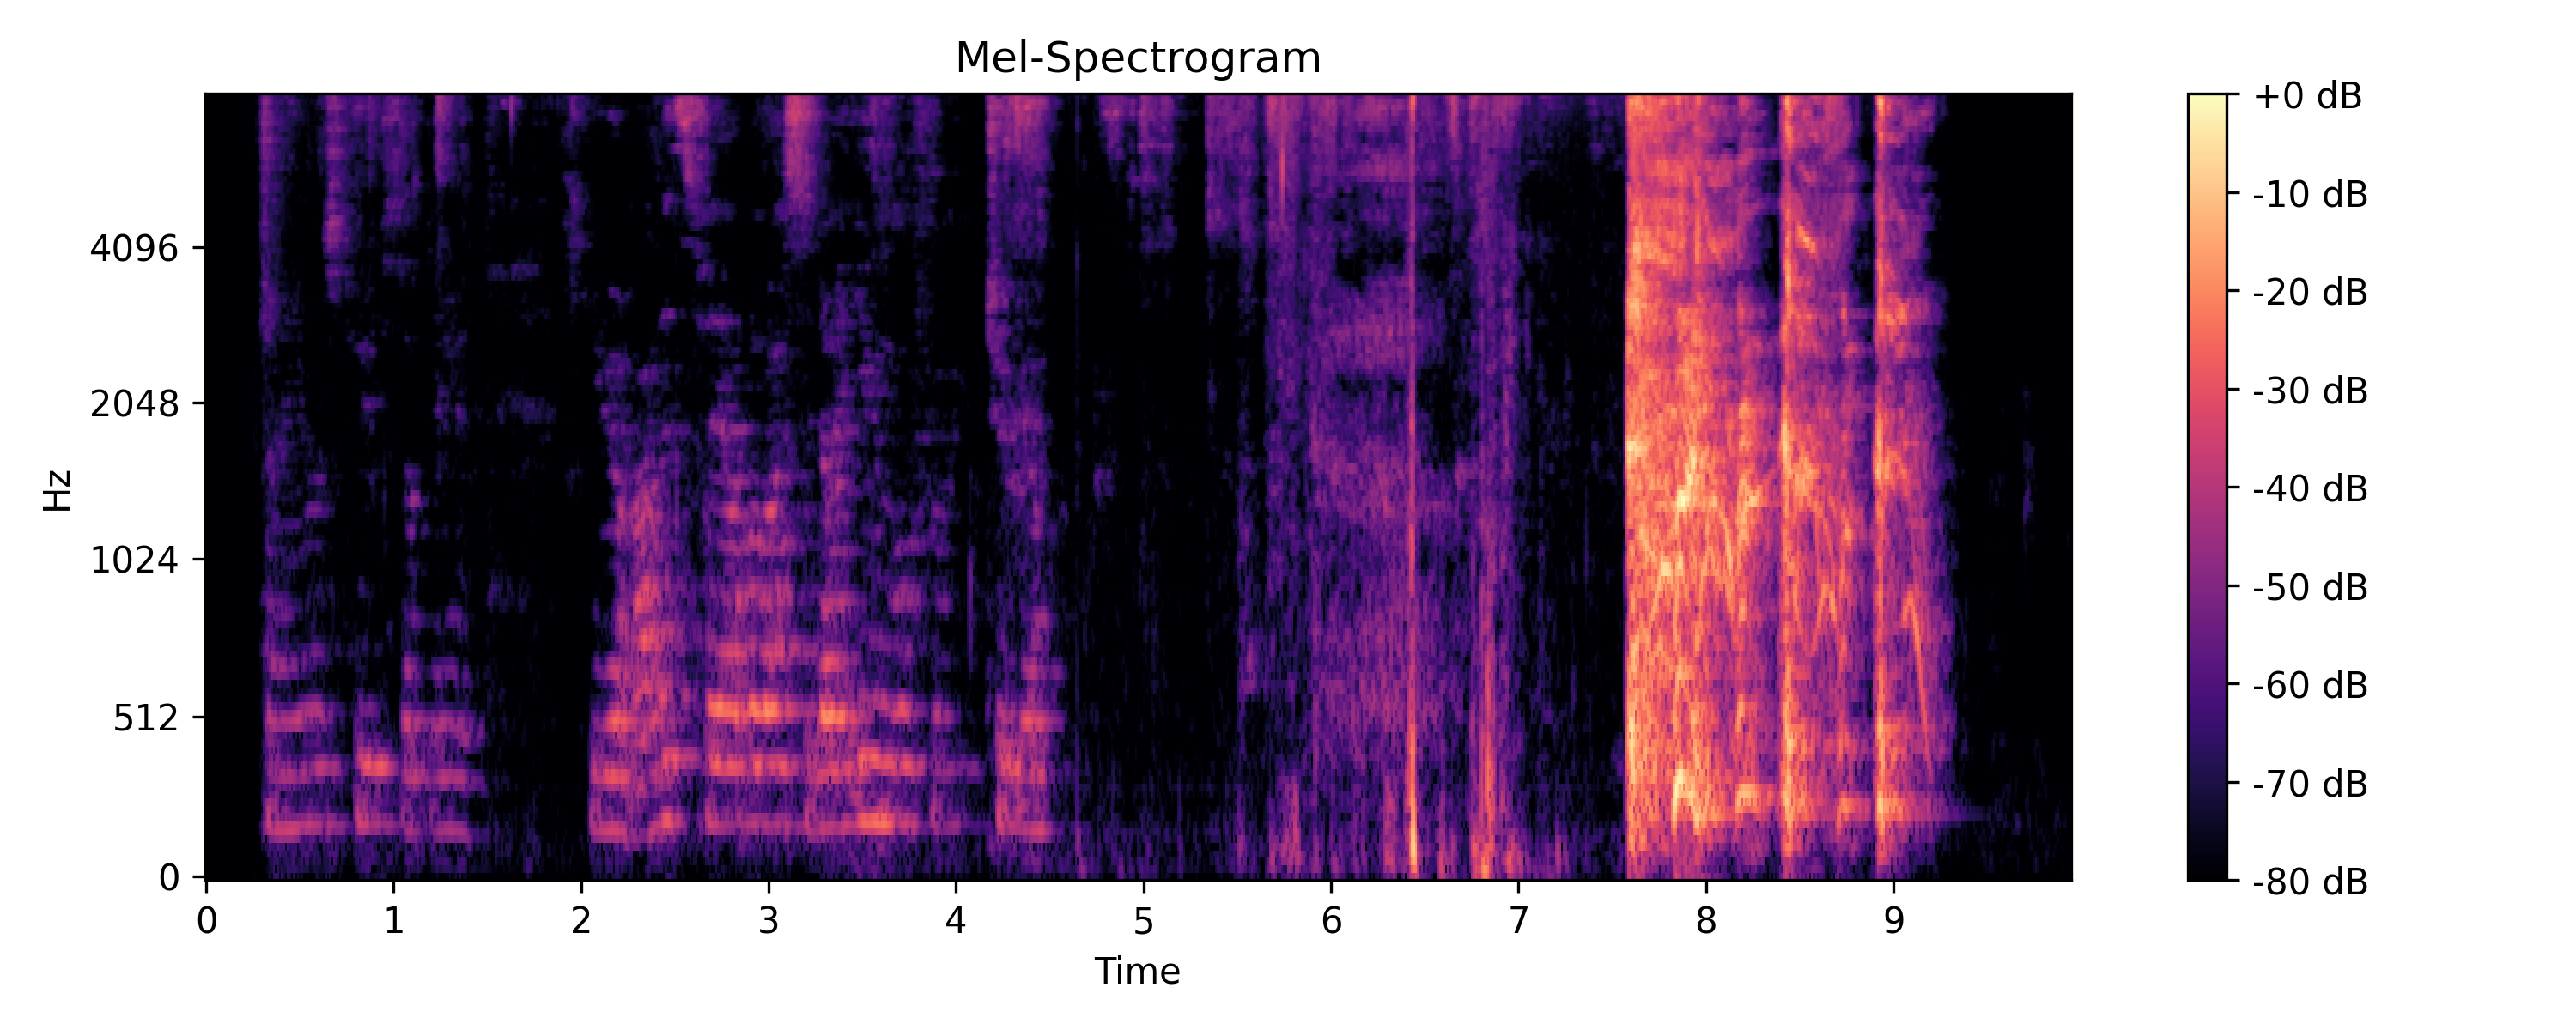 Mel-Spectrogram
Hz
4096
2048
1024
512
0
0 1 2 3 4 5 6 7 8 9
Time
+0 dB
-10 dB
-20 dB
-30 dB
-40 dB
-50 dB
-60 dB
-70 dB
-80 dB